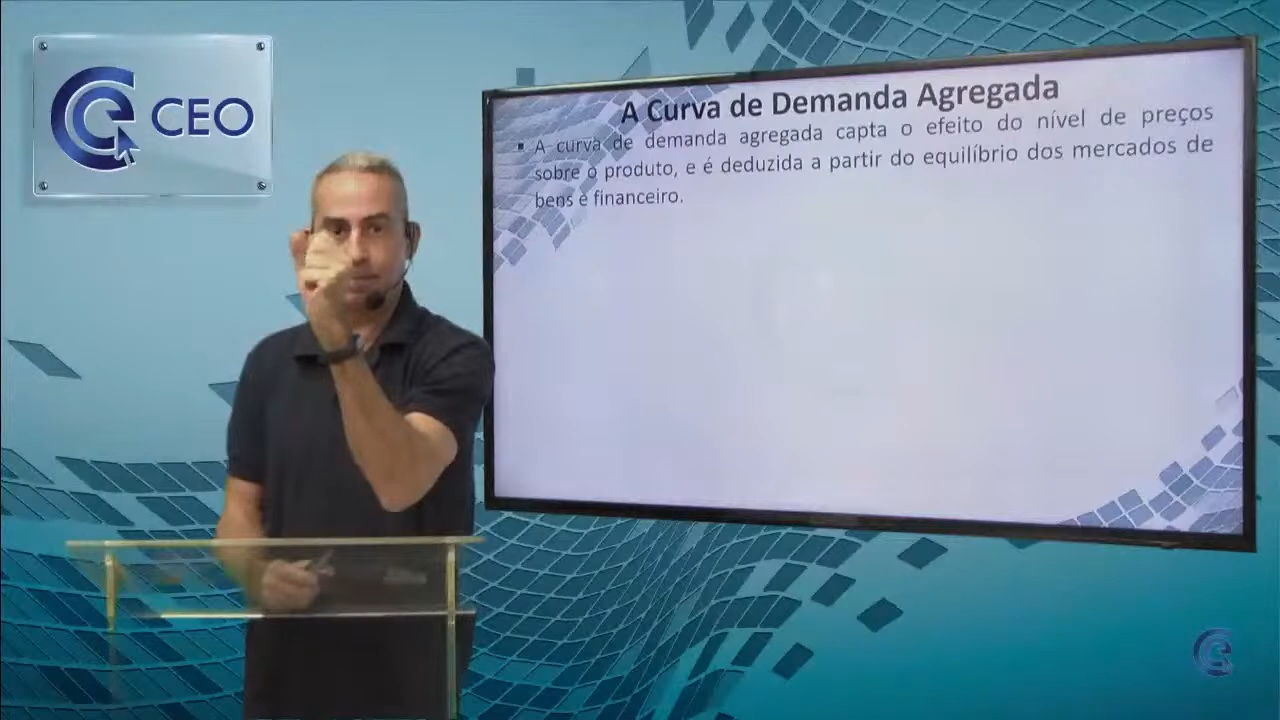 CEO
A Curva de Demanda Agregada
▪ A curva de demanda agregada capta o efeito do nível de preços
sobre o produto, e é deduzida a partir do equilíbrio dos mercados de
bens e financeiro.